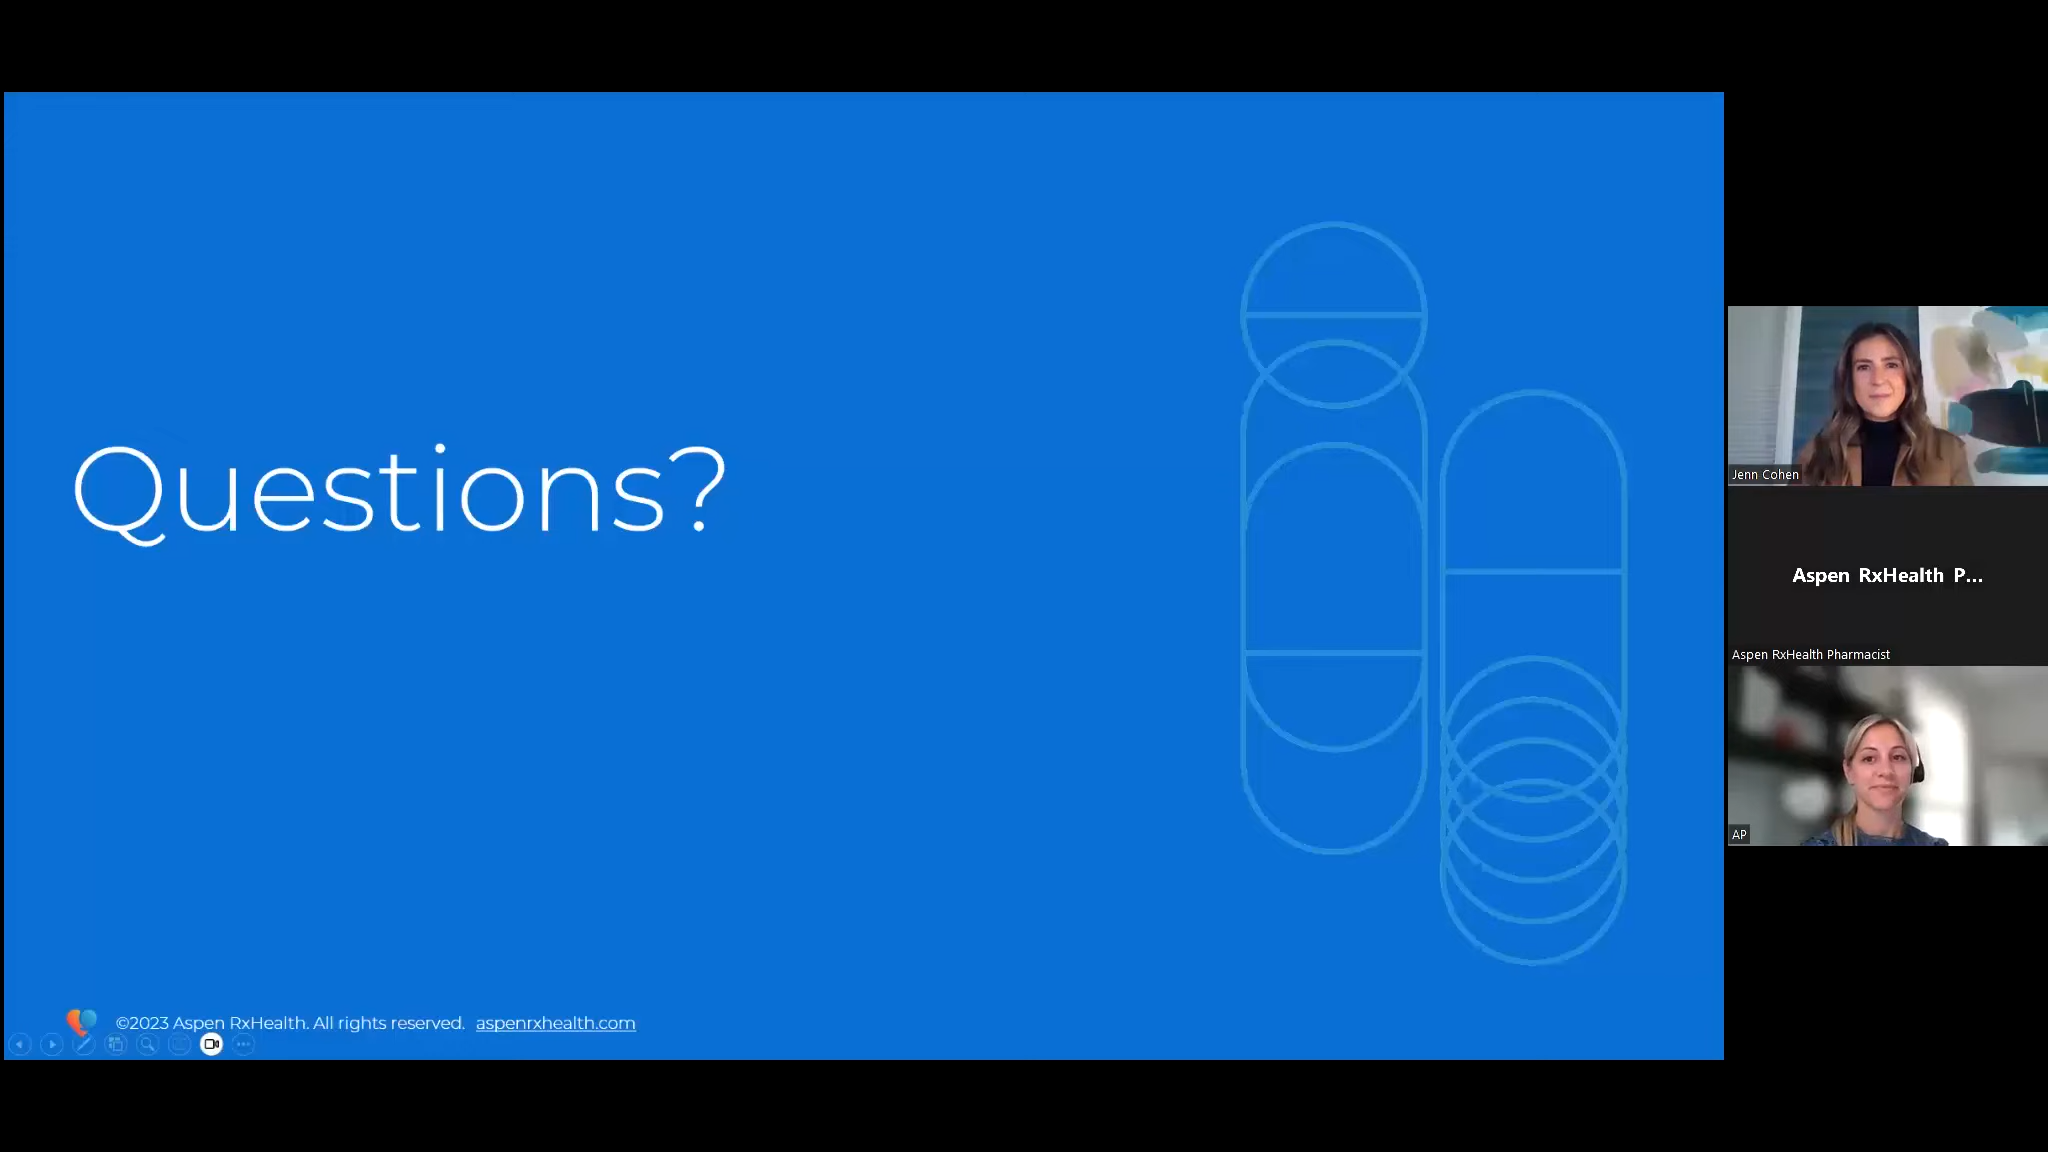 Questions?
©2023 Aspen RxHealth. All rights reserved. aspenrxhealth.com
Jenn Cohen
Aspen RxHealth P...
Aspen RxHealth Pharmacist
AP